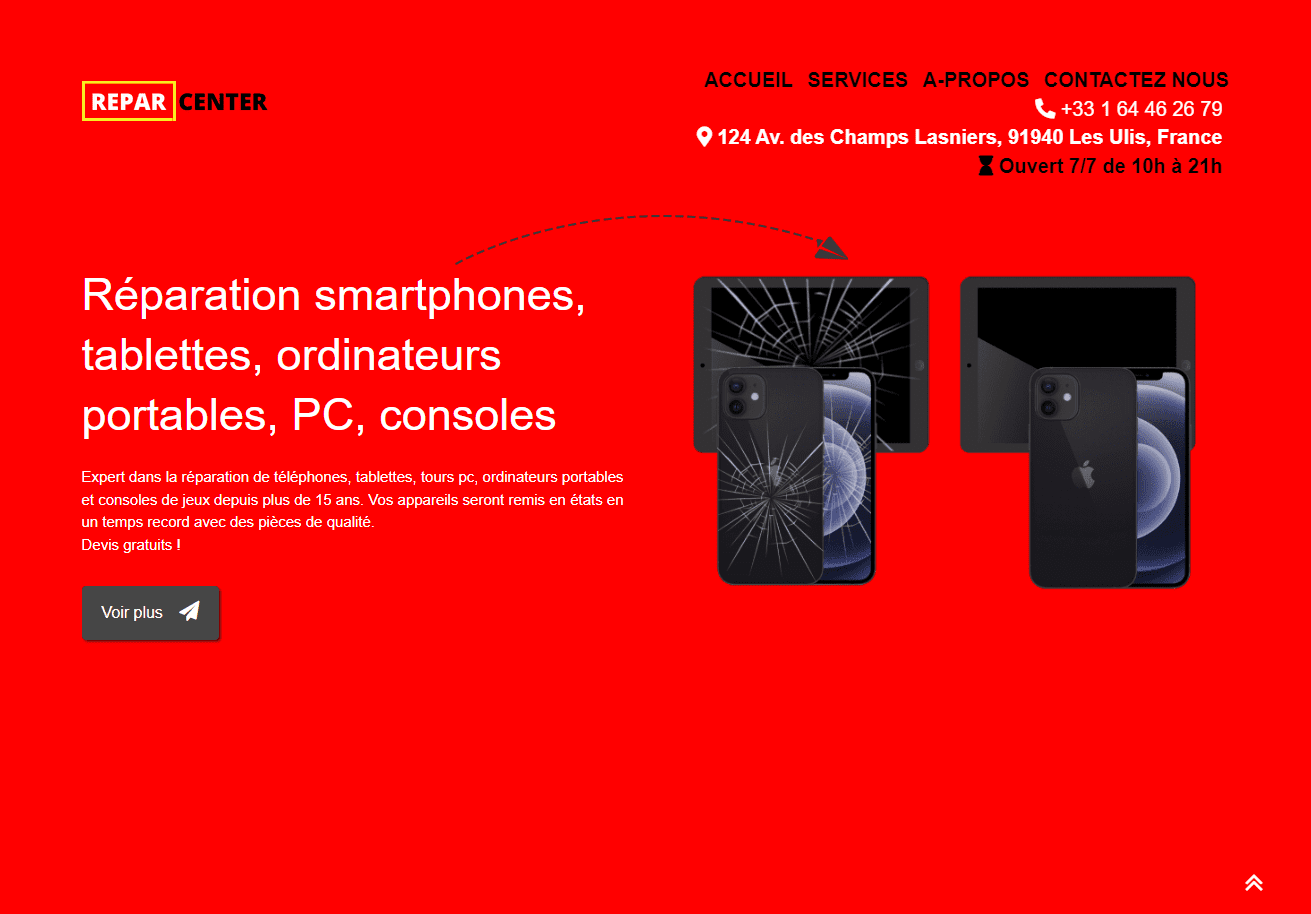 REPAR CENTER
ACCUEIL SERVICES A-PROPOS CONTACTEZ NOUS
+33 1 64 46 26 79
124 Av. des Champs Lasniers, 91940 Les Ulis, France
Ouvert 7/7 de 10h à 21h
Réparation smartphones,
tablettes, ordinateurs
portables, PC, consoles
Expert dans la réparation de téléphones, tablettes, tours pc, ordinateurs portables
et consoles de jeux depuis plus de 15 ans. Vos appareils seront remis en états en
un temps record avec des pièces de qualité.
Devis gratuits !
Voir plus